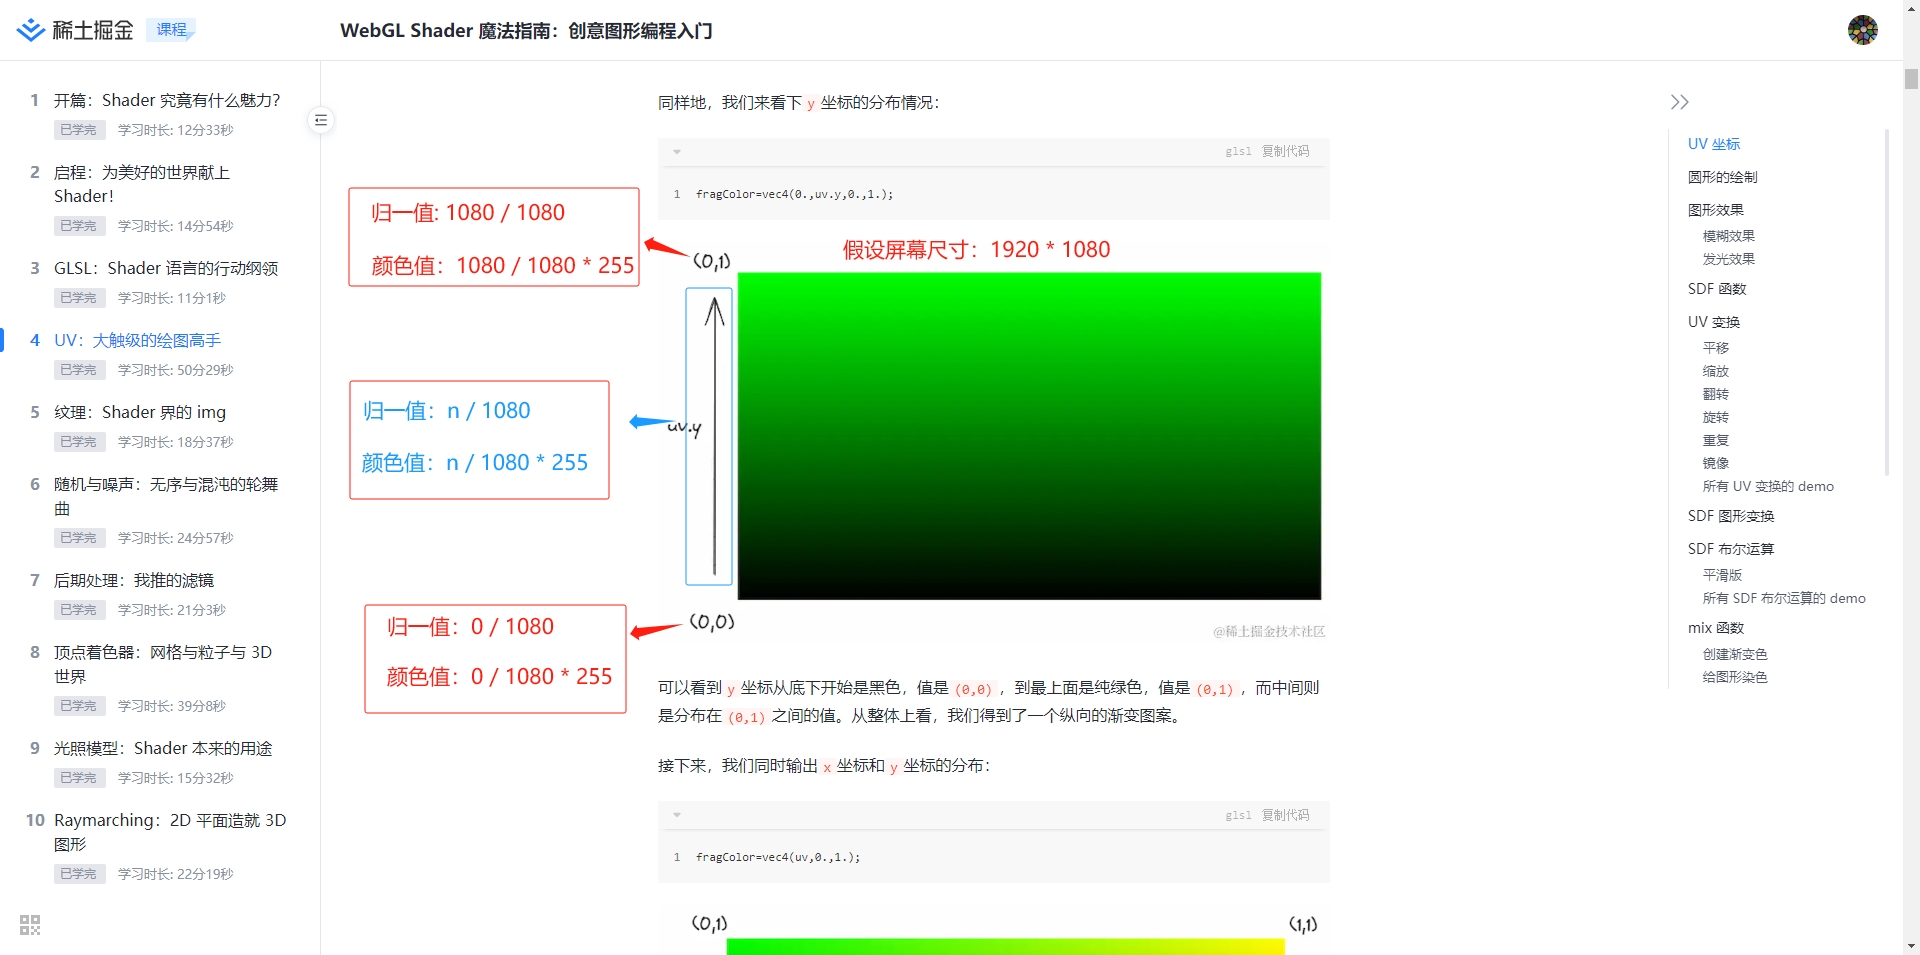 稀土掘金 课程
WebGL Shader 魔法指南：创意图形编程入门
1 开篇：Shader 究竟有什么魅力？
已学完 学习时长: 12分33秒
2 启程：为美好的世界献上
Shader！
已学完 学习时长: 14分54秒
3 GLSL：Shader 语言的行动纲领
已学完 学习时长: 11分1秒
4 UV：大触级的绘图高手
已学完 学习时长: 50分29秒
5 纹理：Shader 界的 img
已学完 学习时长: 18分37秒
6 随机与噪声：无序与混沌的轮舞
曲
已学完 学习时长: 24分57秒
7 后期处理：我推的滤镜
已学完 学习时长: 21分3秒
8 顶点着色器：网格与粒子与 3D
世界
已学完 学习时长: 39分8秒
9 光照模型：Shader 本来的用途
已学完 学习时长: 15分32秒
10 Raymarching：2D 平面造就 3D
图形
已学完 学习时长: 22分19秒
同样地，我们来看下 y 坐标的分布情况：
glsl 复制代码
1 fragColor=vec4(0.,uv.y,0.,1.);
假设屏幕尺寸：1920 * 1080
归一值: 1080 / 1080
颜色值：1080 / 1080 * 255
(0,1)
归一值：n / 1080
颜色值：n / 1080 * 255
uv.y
归一值：0 / 1080
颜色值：0 / 1080 * 255
(0,0)
@稀土掘金技术社区
可以看到 y 坐标从底下开始是黑色，值是 (0,0) ，到最上面是纯绿色，值是 (0,1) ，而中间则
是分布在 (0,1) 之间的值。从整体上看，我们得到了一个纵向的渐变图案。
接下来，我们同时输出 x 坐标和 y 坐标的分布：
glsl 复制代码
1 fragColor=vec4(uv,0.,1.);
(0,1)
(1,1)
UV 坐标
圆形的绘制
图形效果
模糊效果
发光效果
SDF 函数
UV 变换
平移
缩放
翻转
旋转
重复
镜像
所有 UV 变换的 demo
SDF 图形变换
SDF 布尔运算
平滑版
所有 SDF 布尔运算的 demo
mix 函数
创建渐变色
给图形染色